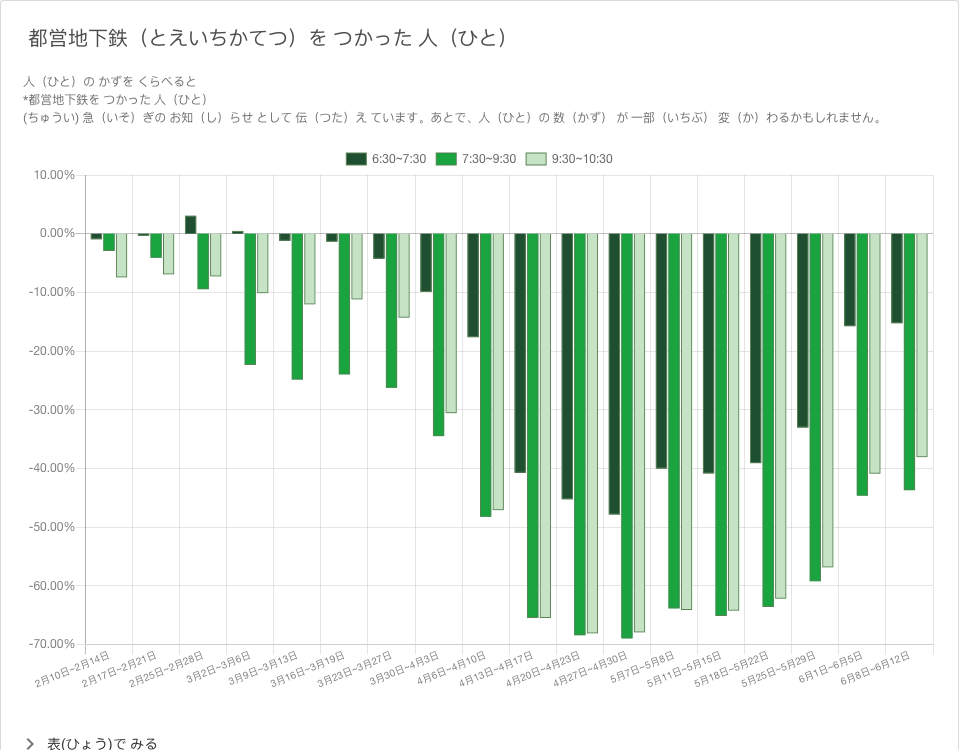 都営地下鉄（とえいちかてつ）を つかった 人（ひと）
人（ひと）の かずを くらべると
*都営地下鉄を つかった 人（ひと）
(ちゅうい) 急（いそ）ぎの お知（し）らせ として 伝（つた）え ています。あとで、人（ひと）の 数（かず） が 一部（いちぶ） 変（か）わるかもしれません。
6:30~7:30 7:30~9:30 9:30~10:30
10.00%
0.00%
-10.00%
-20.00%
-30.00%
-40.00%
-50.00%
-60.00%
-70.00%
2月10日~2月14日
2月17日~2月21日
2月25日~2月28日
3月2日~3月6日
3月9日~3月13日
3月16日~3月19日
3月23日~3月27日
3月30日~4月3日
4月6日~4月10日
4月13日~4月17日
4月20日~4月23日
4月27日~4月30日
5月7日~5月8日
5月11日~5月15日
5月18日~5月22日
5月25日~5月29日
6月1日~6月5日
6月8日~6月12日
表(ひょう)で みる